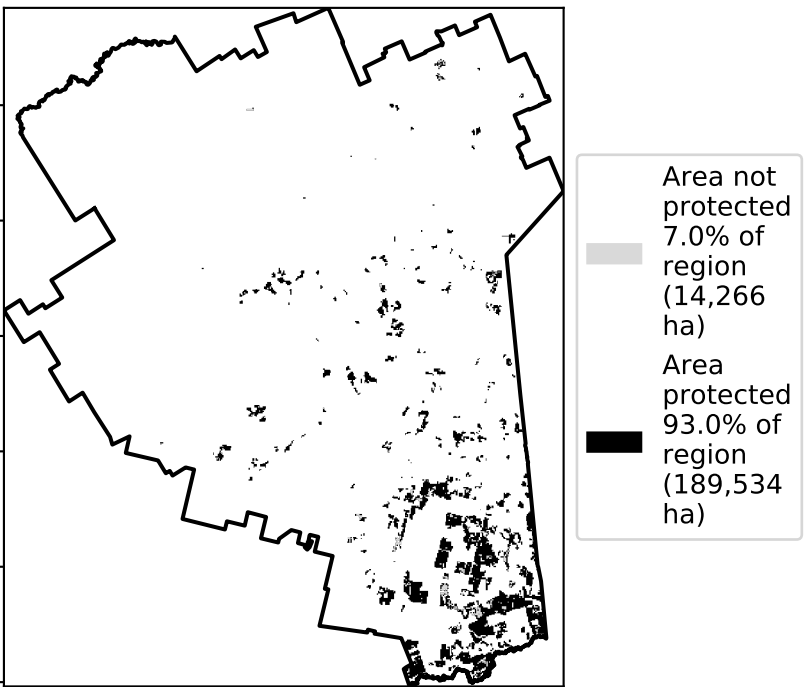 Area not
protected
7.0% of
region
(14,266
ha)
Area
protected
93.0% of
region
(189,534
ha)